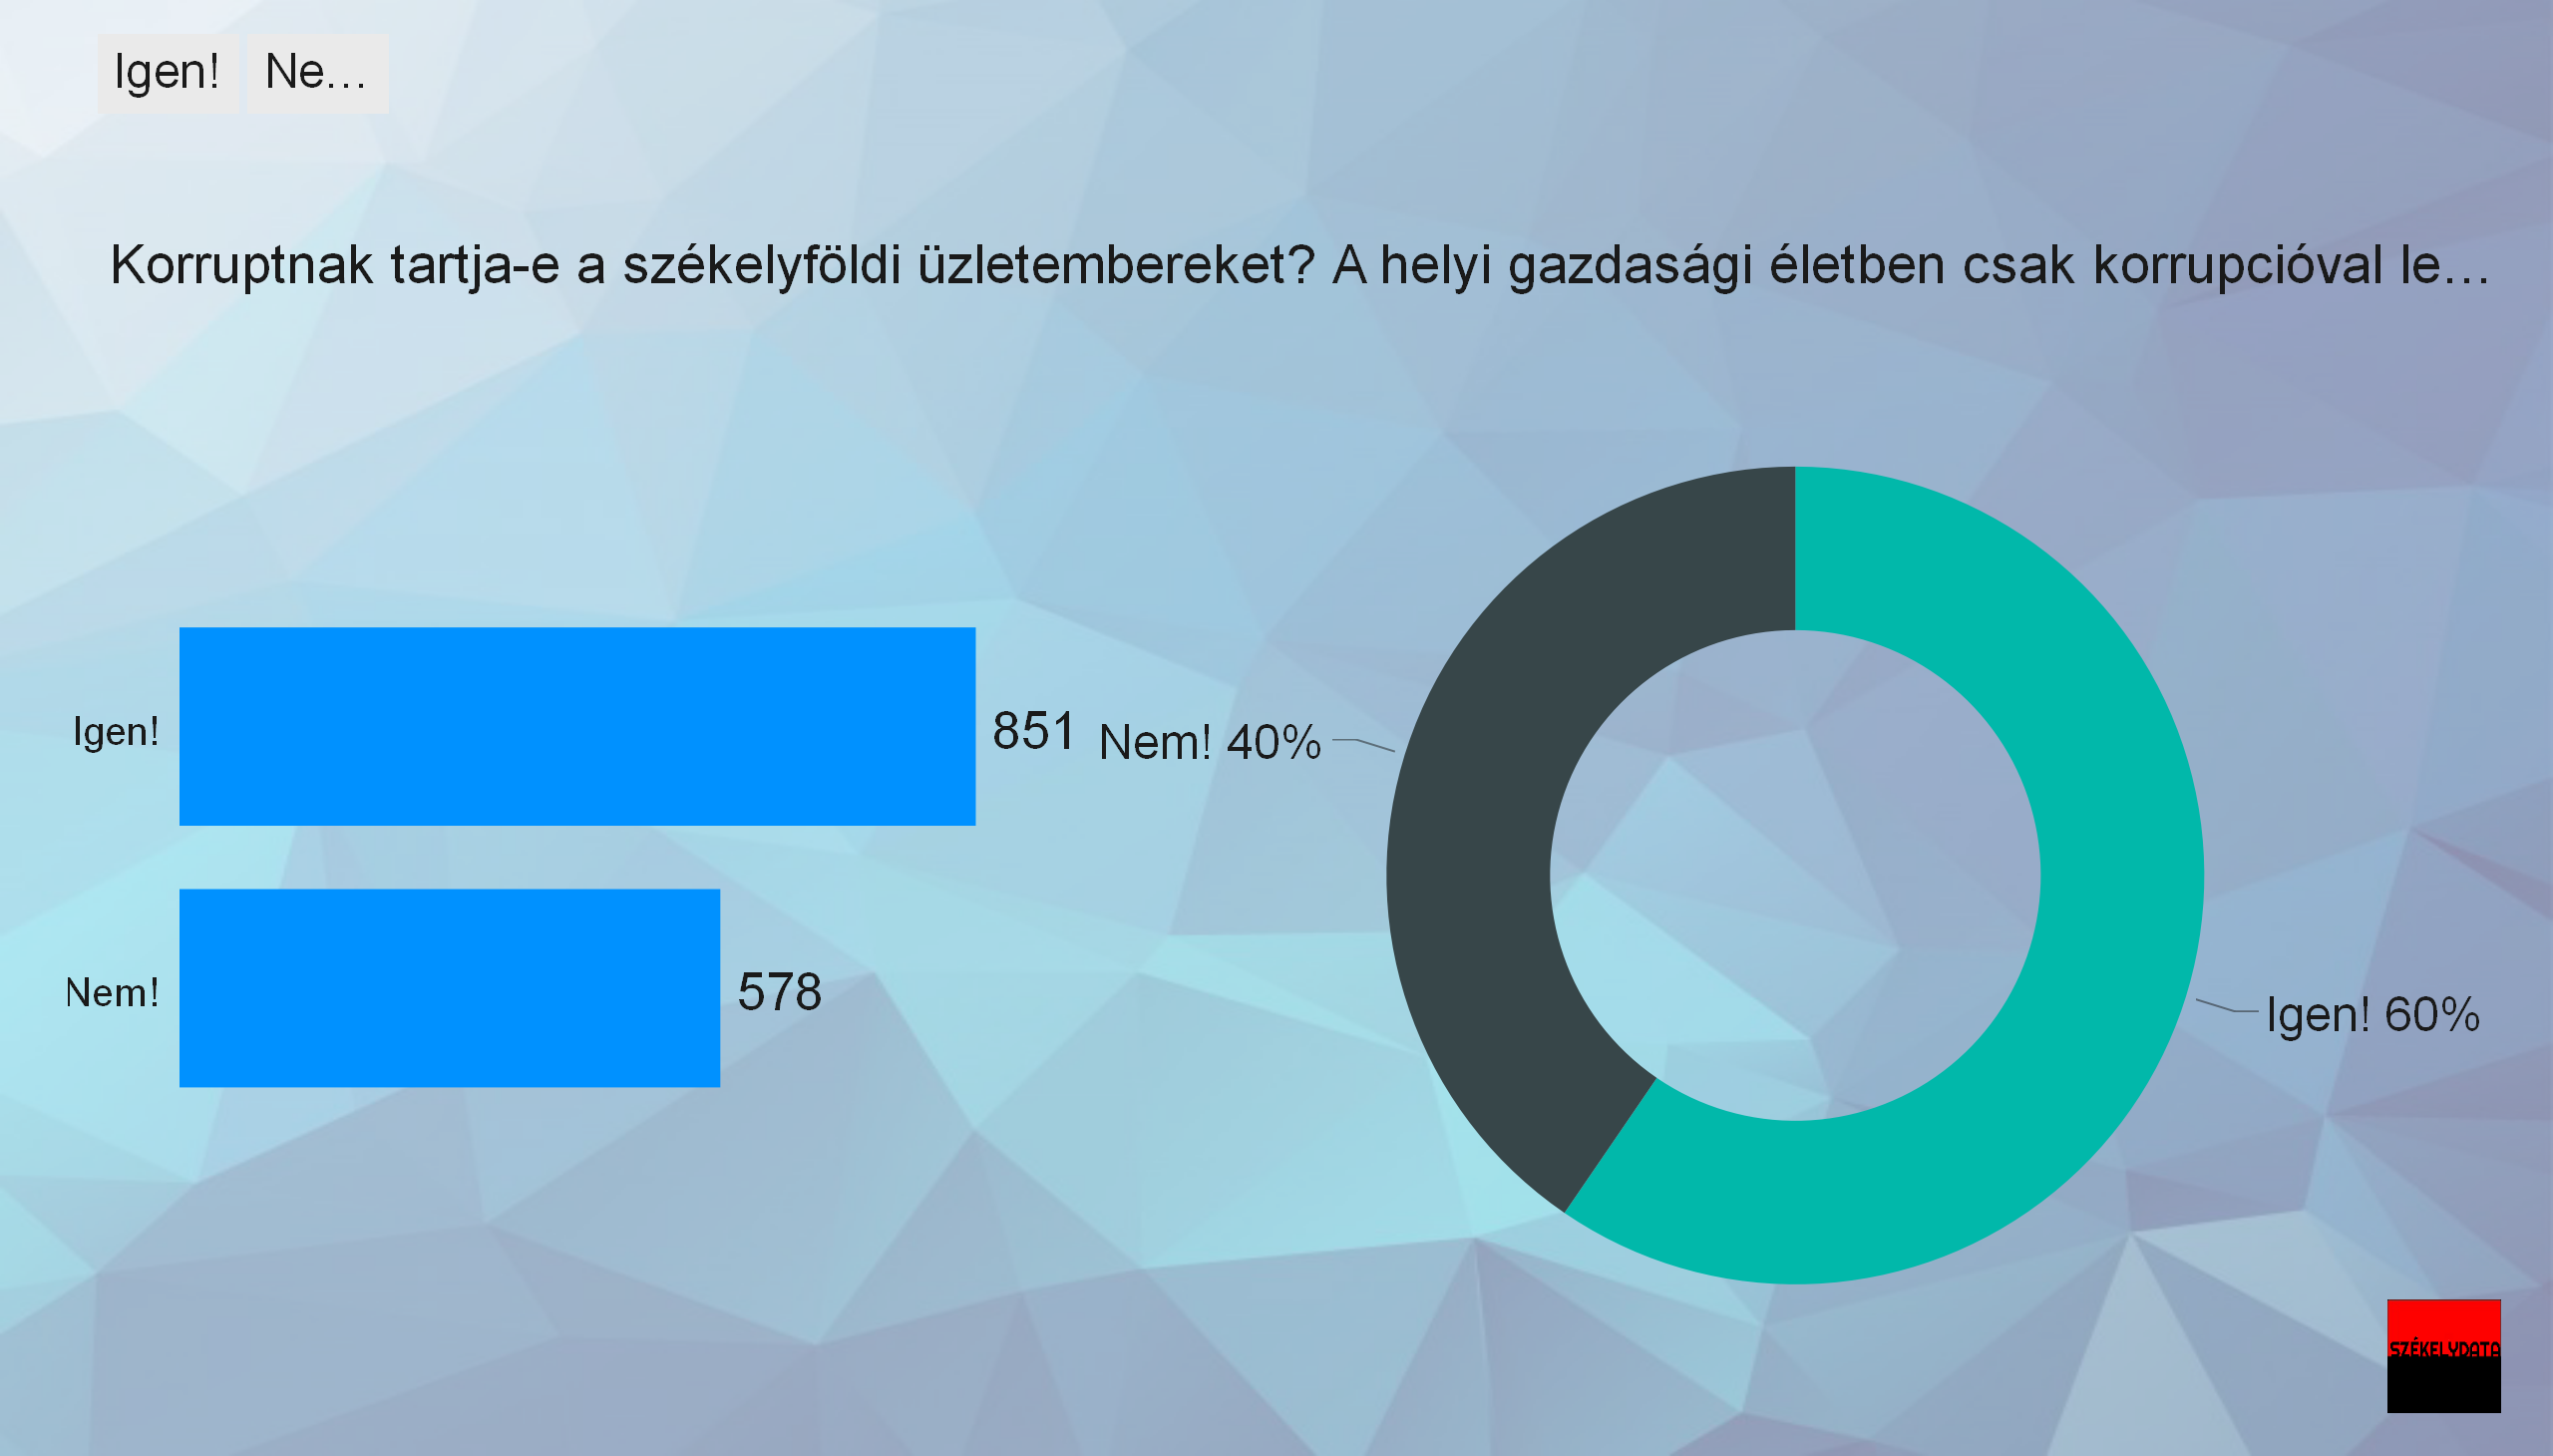 Igen! Ne...
Korruptnak tartja-e a székelyföldi üzletembereket? A helyi gazdasági életben csak korrupcióval le...
Igen! 851
Nem! 578
Nem! 40%
Igen! 60%
SZÉKELYDATA